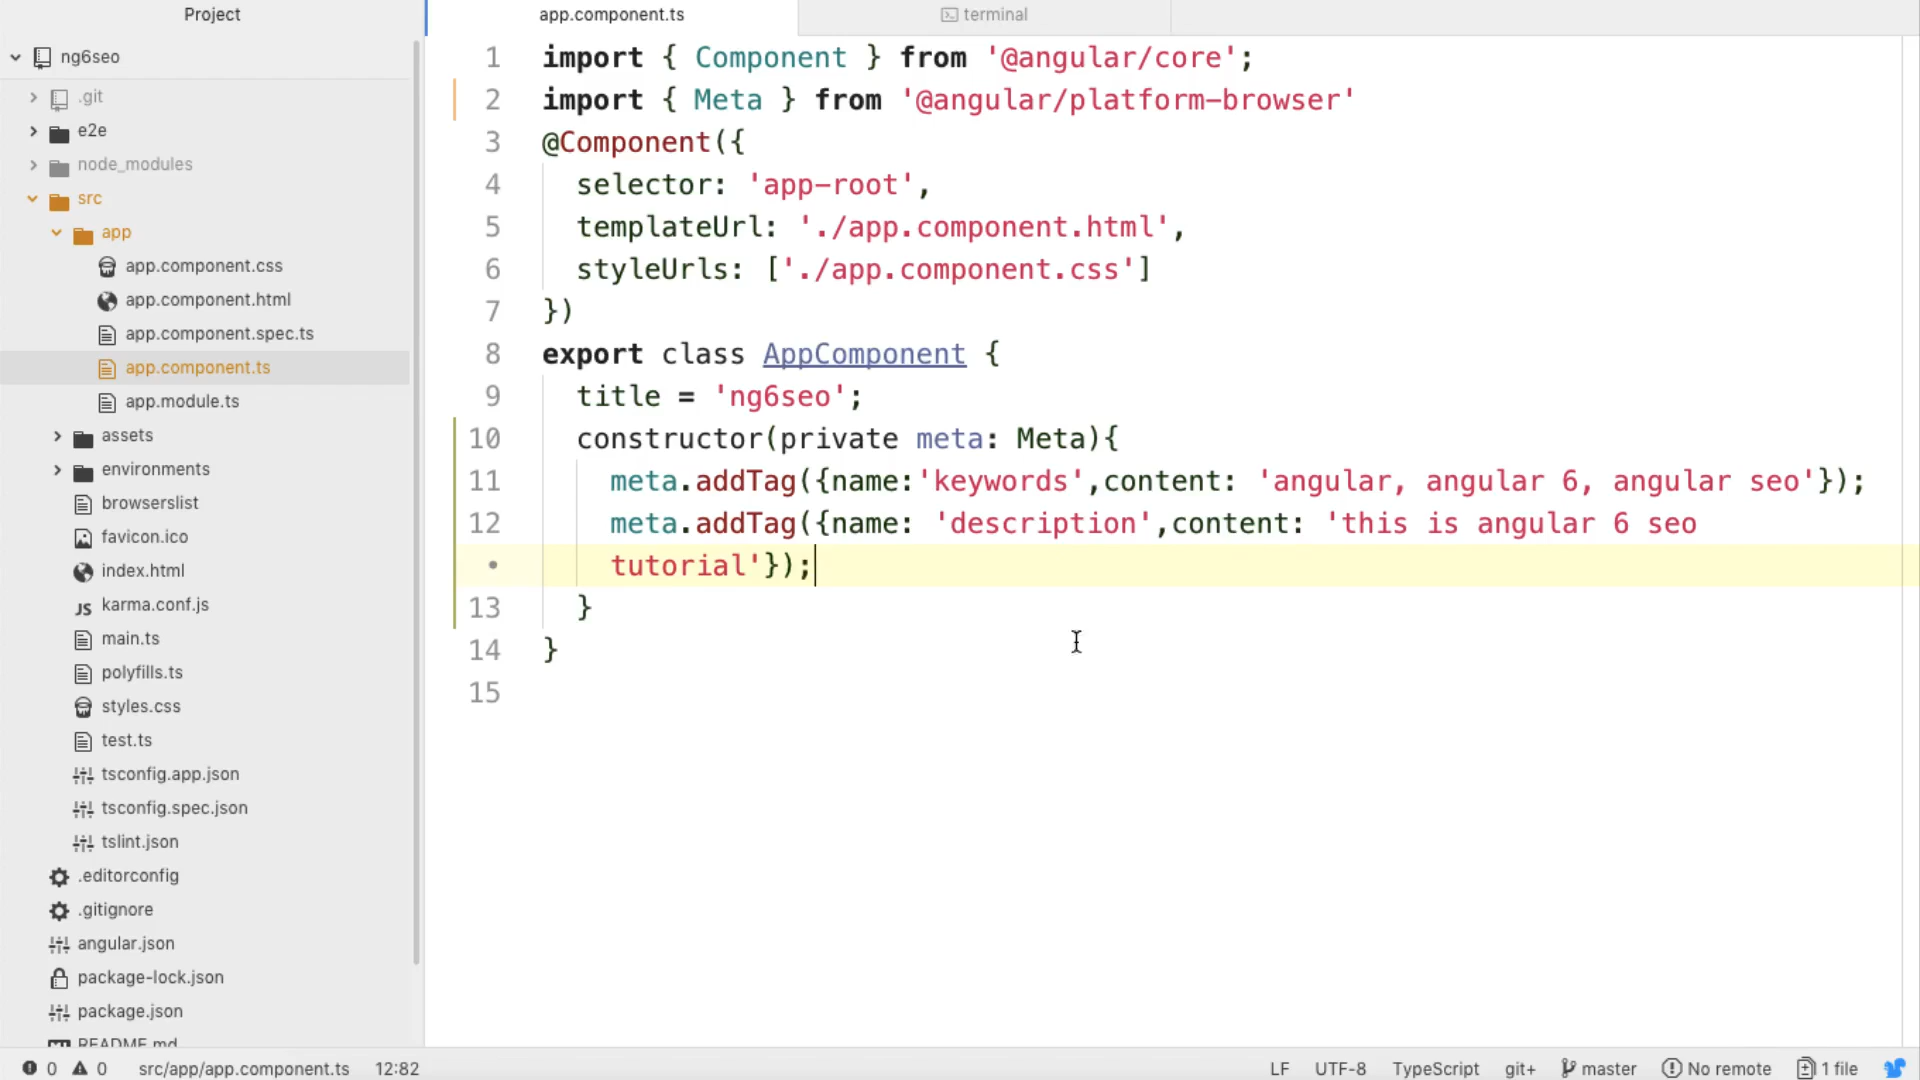 Project
ng6seo
.git
e2e
node_modules
src
app
app.component.css
app.component.html
app.component.spec.ts
app.component.ts
app.module.ts
assets
environments
browserslist
favicon.ico
index.html
JS karma.conf.js
main.ts
polyfills.ts
styles.css
test.ts
tsconfig.app.json
tsconfig.spec.json
tslint.json
.editorconfig
.gitignore
angular.json
package-lock.json
package.json
README.md
app.component.ts
terminal
1 import { Component } from '@angular/core';
2 import { Meta } from '@angular/platform-browser'
3 @Component({
4 selector: 'app-root',
5 templateUrl: './app.component.html',
6 styleUrls: ['./app.component.css']
7 })
8 export class AppComponent {
9 title = 'ng6seo';
10 constructor(private meta: Meta){
11 meta.addTag({name:'keywords',content: 'angular, angular 6, angular seo'});
12 meta.addTag({name: 'description',content: 'this is angular 6 seo
• tutorial'});
13 }
14 }
15
0 0 src/app/app.component.ts 12:82 LF UTF-8 TypeScript git+ master No remote 1 file